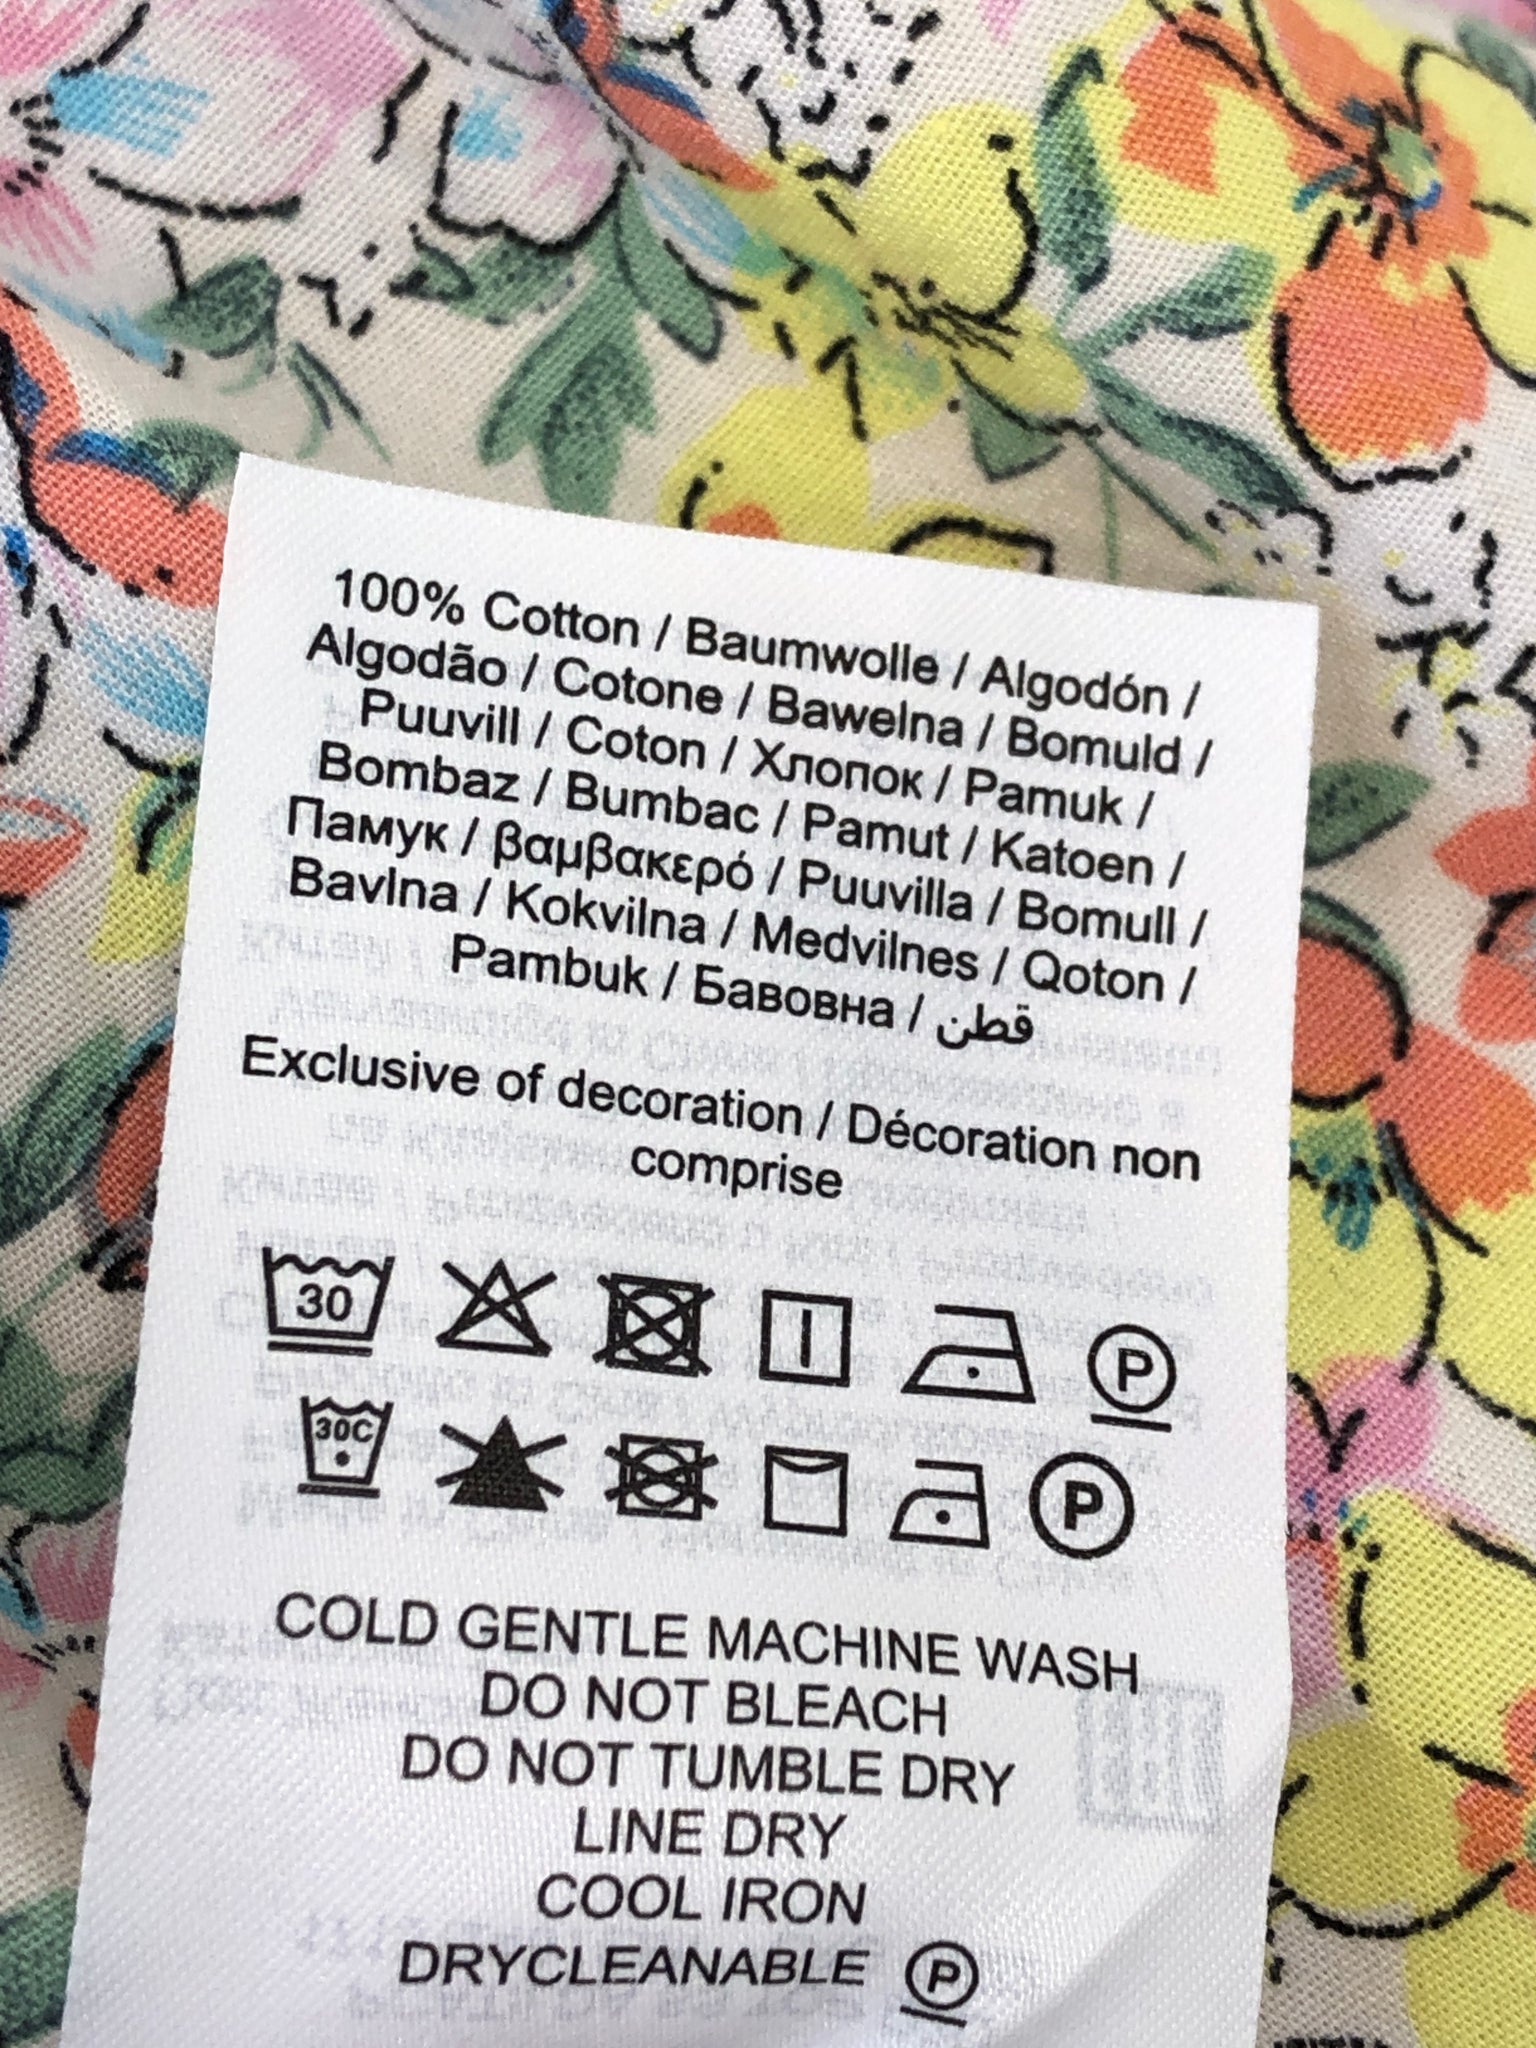 100% Cotton / Baumwolle / Algodón /
Algodão / Cotone / Bawełna / Bomuld /
Puuvill / Coton / Хлопок / Pamuk /
Bombaz / Bumbac / Pamut / Katoen /
Памук / βαμβακερό / Puuvilla / Bomull /
Bavlna / Kokvilna / Medvilnes / Qoton /
Pambuk / Бавовна / قطن
Exclusive of decoration / Décoration non
comprise
30 P
30C P
COLD GENTLE MACHINE WASH
DO NOT BLEACH
DO NOT TUMBLE DRY
LINE DRY
COOL IRON
DRYCLEANABLE P